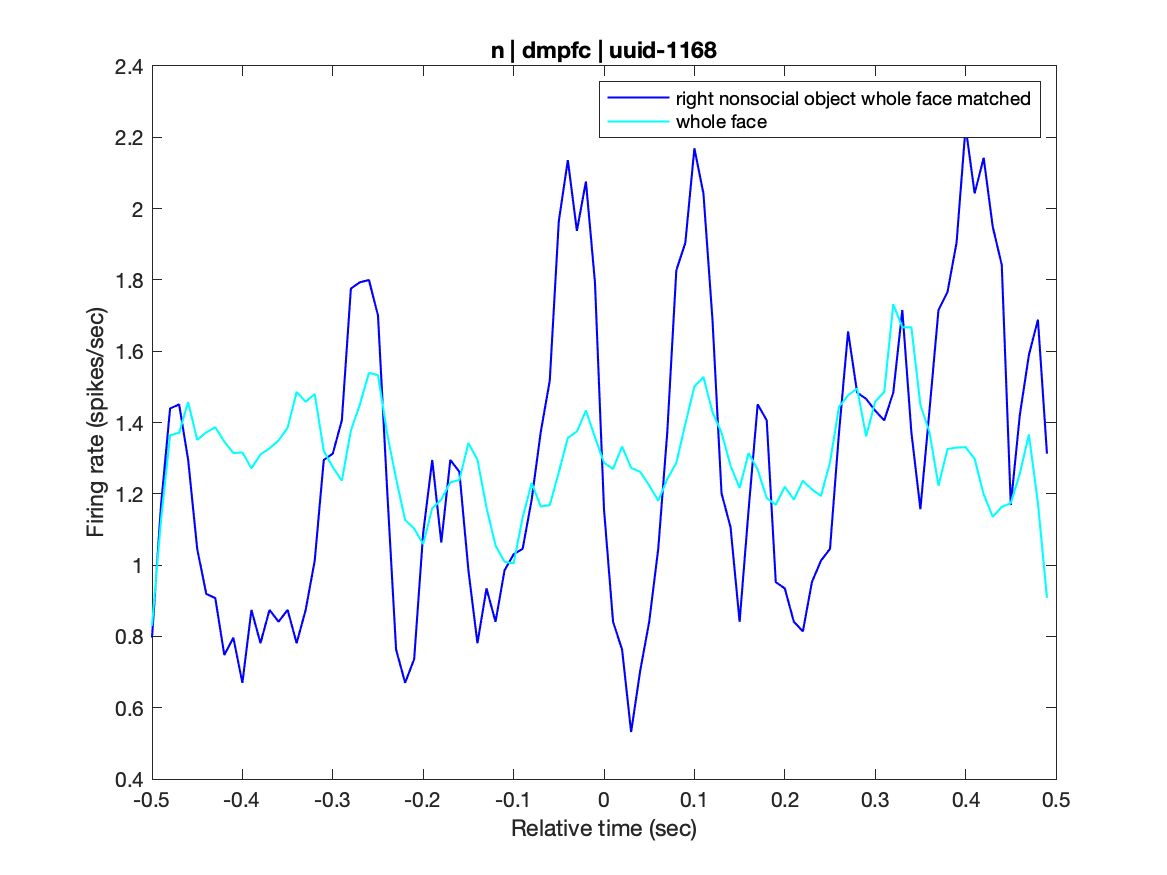 n | dmpfc | uuid-1168
right nonsocial object whole face matched
whole face
2.4
2.2
2
1.8
1.6
1.4
1.2
1
0.8
0.6
0.4
Firing rate (spikes/sec)
-0.5 -0.4 -0.3 -0.2 -0.1 0 0.1 0.2 0.3 0.4 0.5
Relative time (sec)